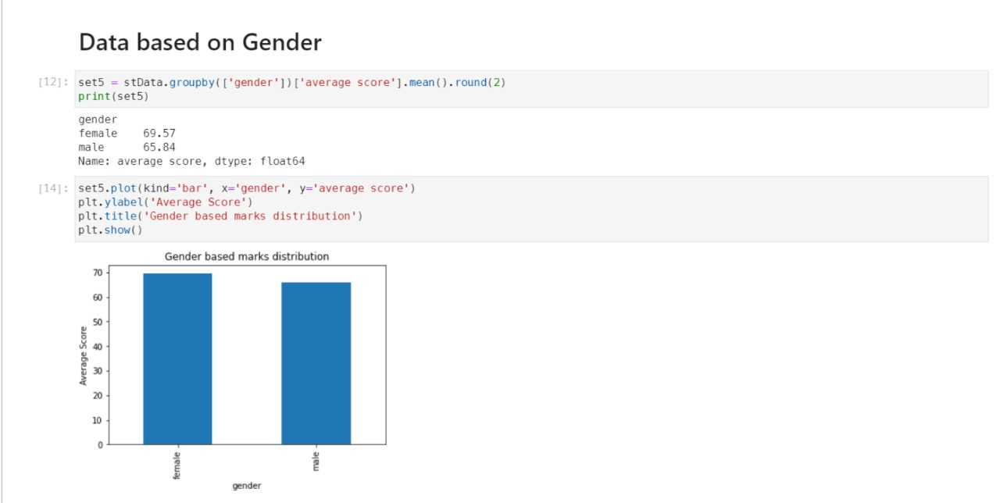 Data based on Gender
[12]: set5 = stData.groupby(['gender'])['average score'].mean().round(2)
print(set5)
gender
female    69.57
male      65.84
Name: average score, dtype: float64
[14]: set5.plot(kind='bar', x='gender', y='average score')
plt.ylabel('Average Score')
plt.title('Gender based marks distribution')
plt.show()
Gender based marks distribution
70
60
50
40
30
20
10
0
Average Score
female
male
gender